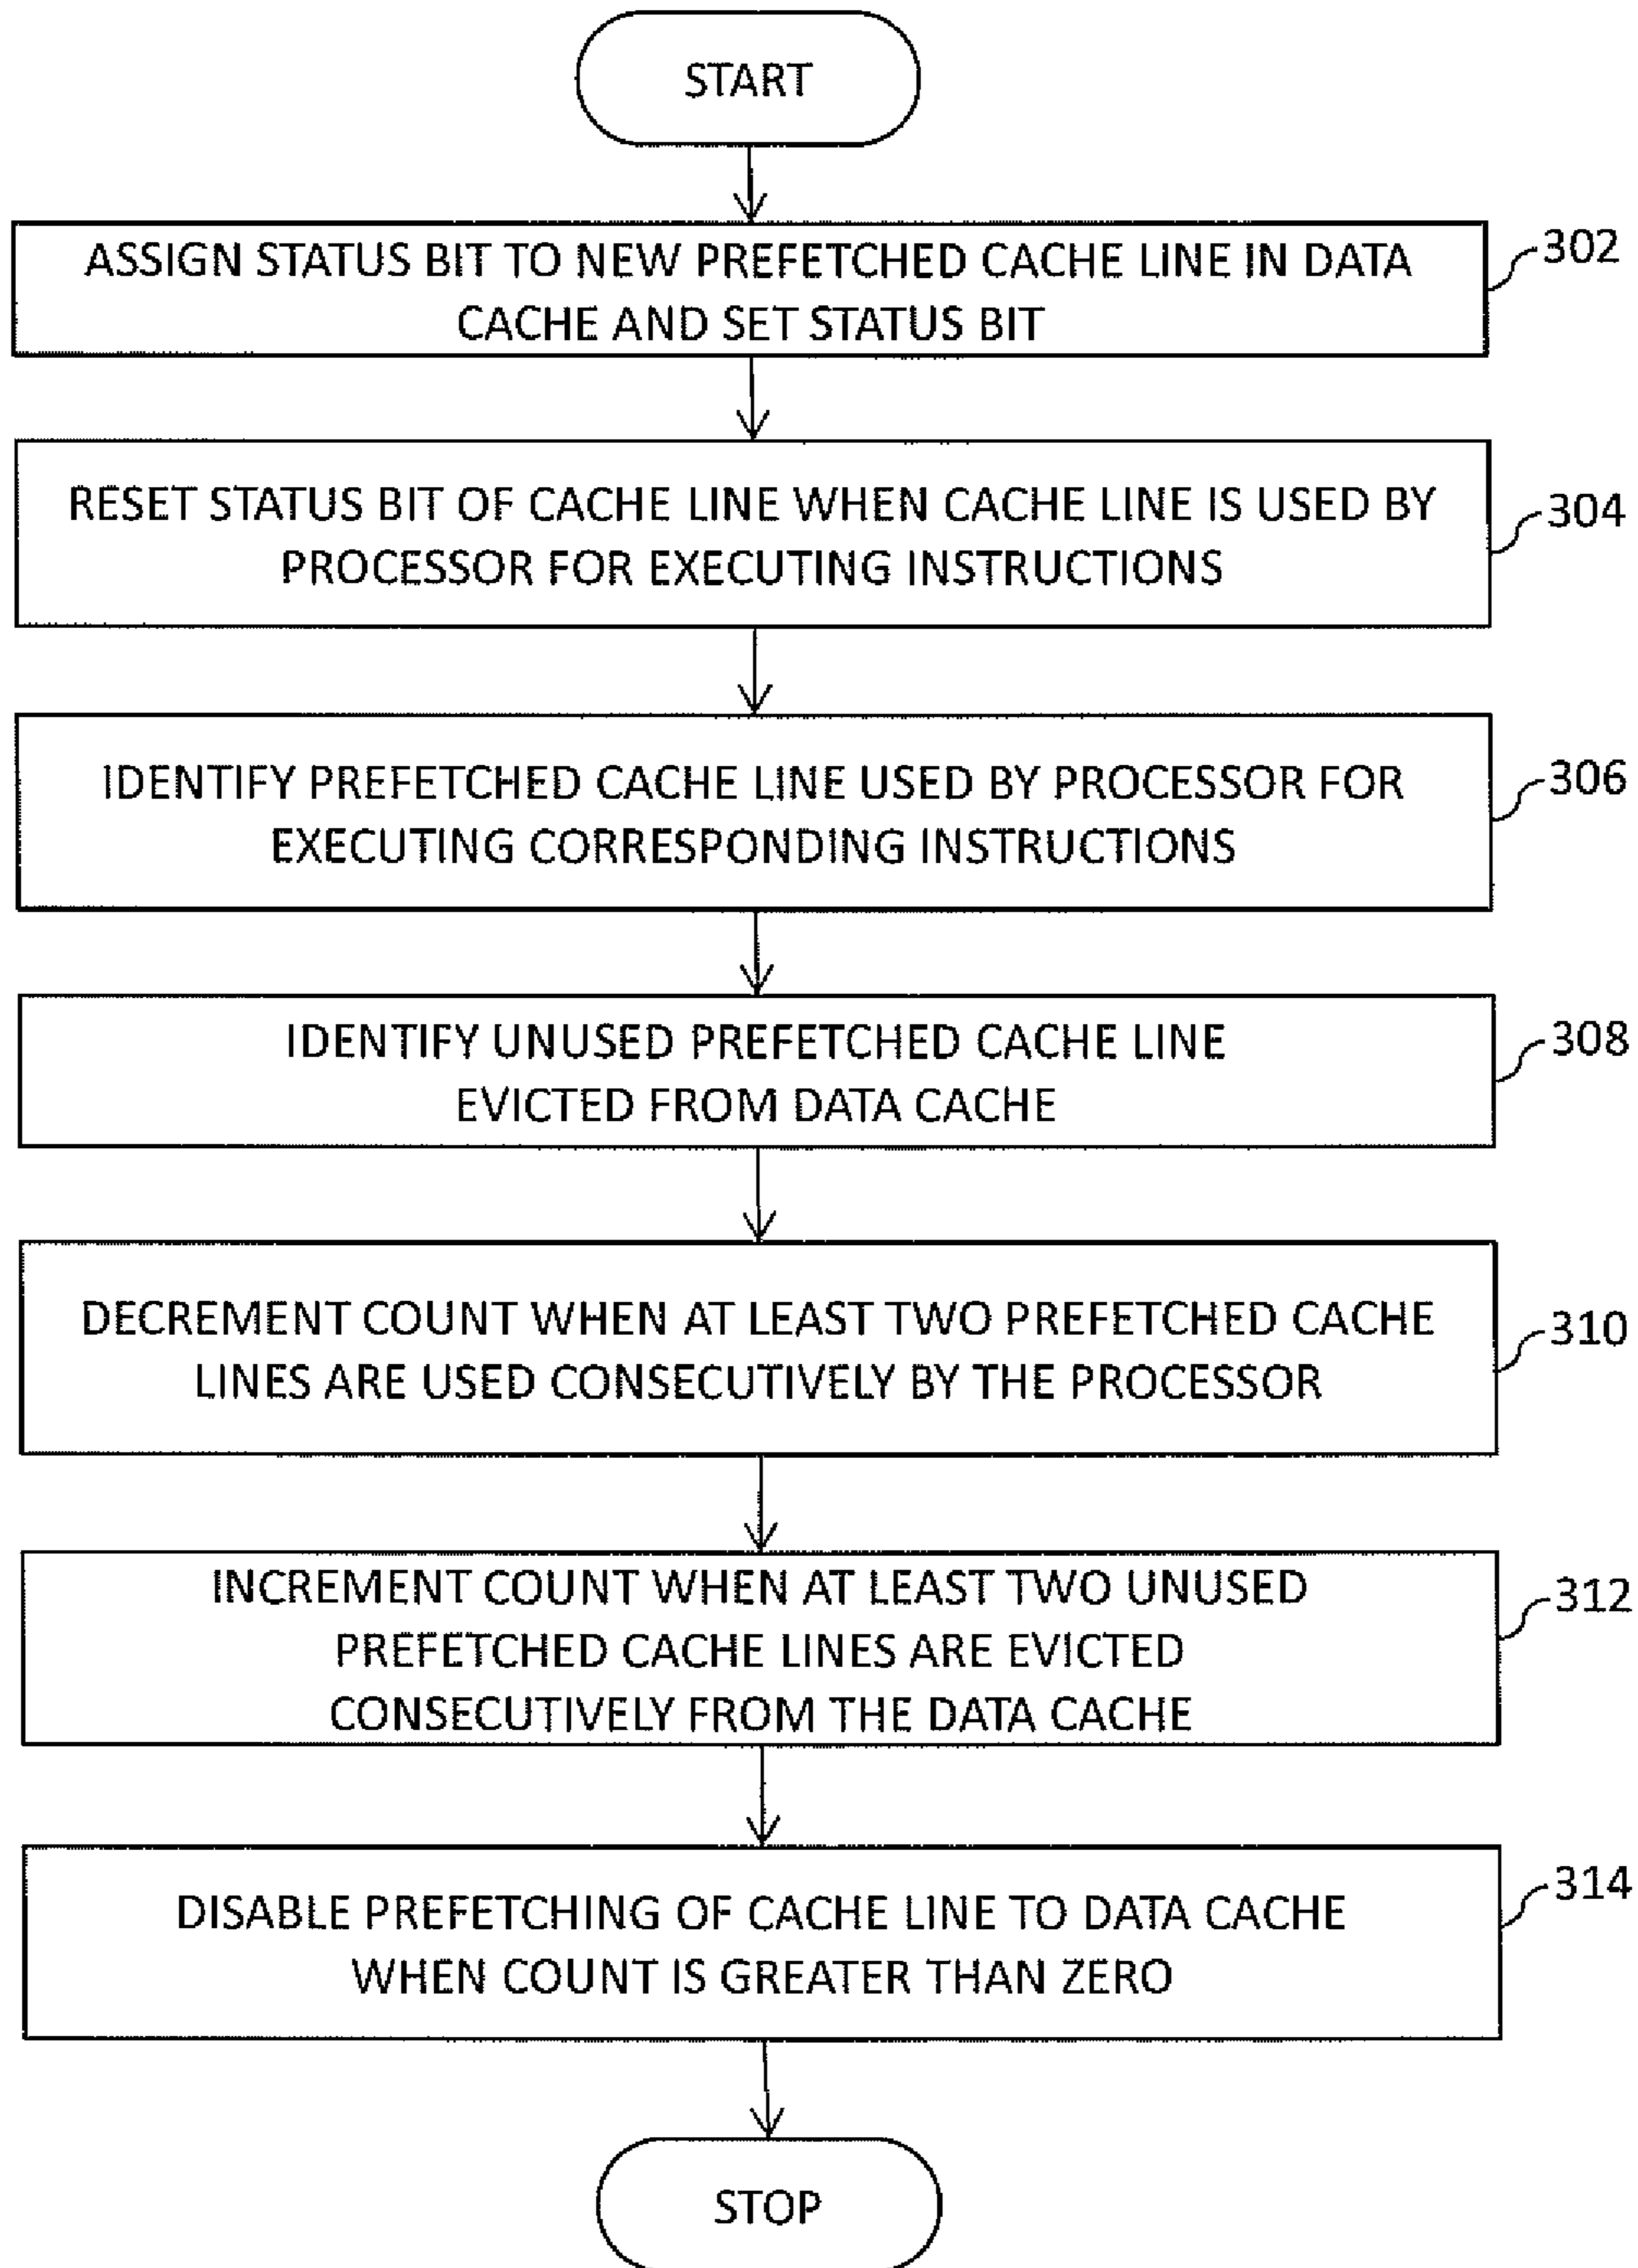 START
ASSIGN STATUS BIT TO NEW PREFETCHED CACHE LINE IN DATA
CACHE AND SET STATUS BIT
302
RESET STATUS BIT OF CACHE LINE WHEN CACHE LINE IS USED BY
PROCESSOR FOR EXECUTING INSTRUCTIONS
304
IDENTIFY PREFETCHED CACHE LINE USED BY PROCESSOR FOR
EXECUTING CORRESPONDING INSTRUCTIONS
306
IDENTIFY UNUSED PREFETCHED CACHE LINE
EVICTED FROM DATA CACHE
308
DECREMENT COUNT WHEN AT LEAST TWO PREFETCHED CACHE
LINES ARE USED CONSECUTIVELY BY THE PROCESSOR
310
INCREMENT COUNT WHEN AT LEAST TWO UNUSED
PREFETCHED CACHE LINES ARE EVICTED
CONSECUTIVELY FROM THE DATA CACHE
312
DISABLE PREFETCHING OF CACHE LINE TO DATA CACHE
WHEN COUNT IS GREATER THAN ZERO
314
STOP